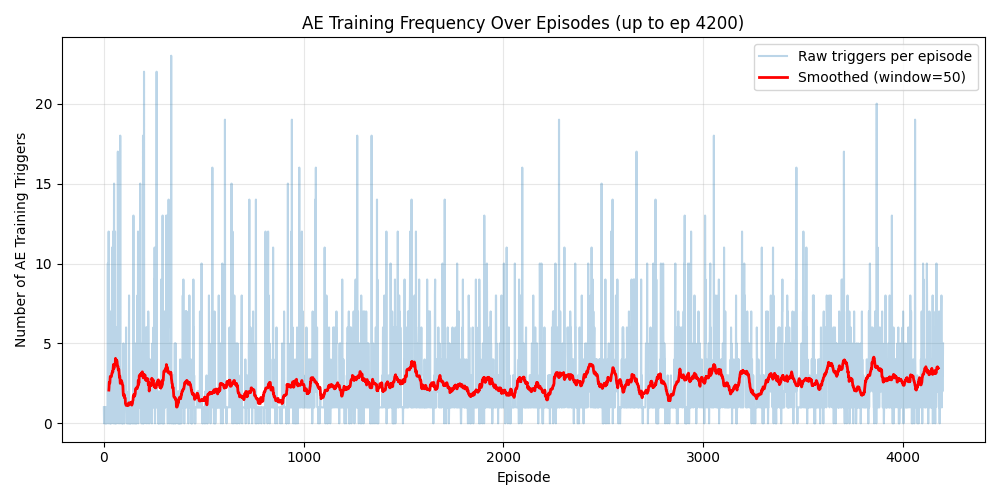 AE Training Frequency Over Episodes (up to ep 4200)
Raw triggers per episode
Smoothed (window=50)
Number of AE Training Triggers
20
15
10
5
0
0 1000 2000 3000 4000
Episode